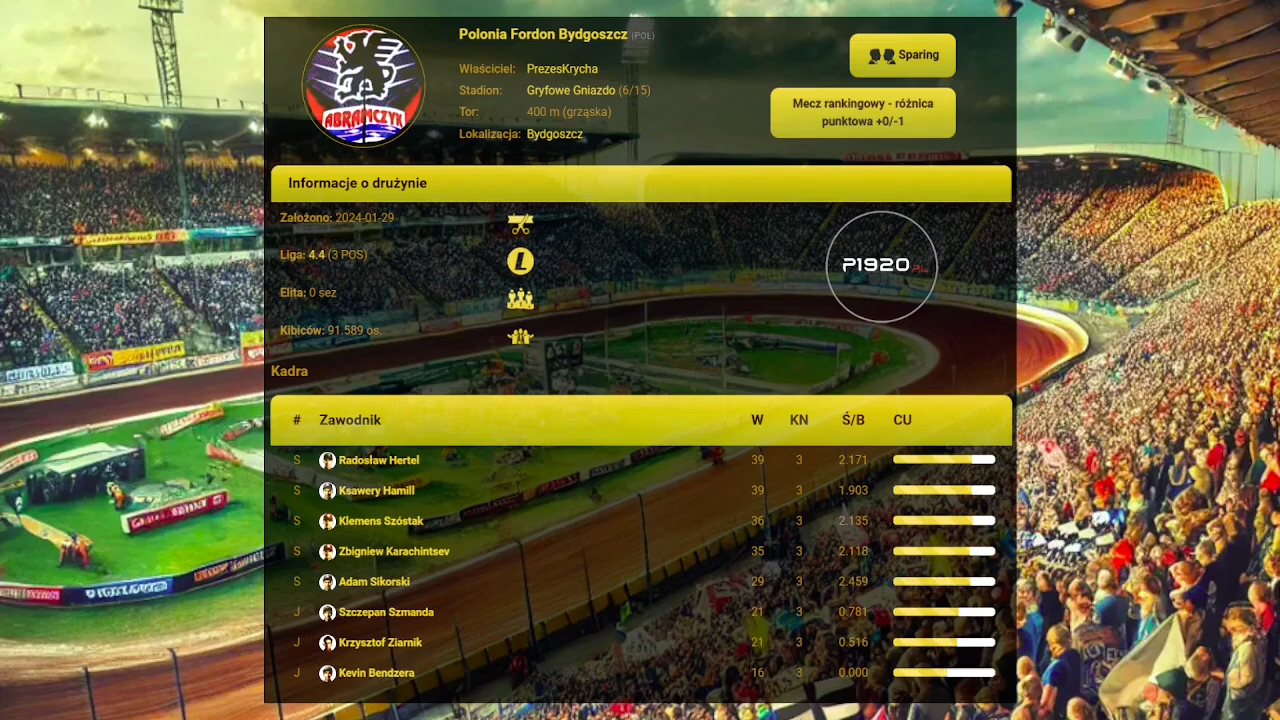 Polonia Fordon Bydgoszcz (POL)
Właściciel: PrezesKrycha
Stadion: Gryfowe Gniazdo (6/15)
Tor: 400 m (grząska)
Lokalizacja: Bydgoszcz
ABRAMCZYK
Sparing
Mecz rankingowy - różnica
punktowa +0/-1
Informacje o drużynie
Założono: 2024-01-29
Liga: 4.4 (3 POS)
Elita: 0 sez
Kibiców: 91.589 os.
L
P1920.PL
Kadra
# Zawodnik W KN Ś/B CU
S Radosław Hertel 39 3 2.171
S Ksawery Hamill 39 3 1.903
S Klemens Szóstak 36 3 2.135
S Zbigniew Karachintsev 35 3 2.118
S Adam Sikorski 29 3 2.459
J Szczepan Szmanda 21 3 0.781
J Krzysztof Ziarnik 21 3 0.516
J Kevin Bendzera 16 3 0.000